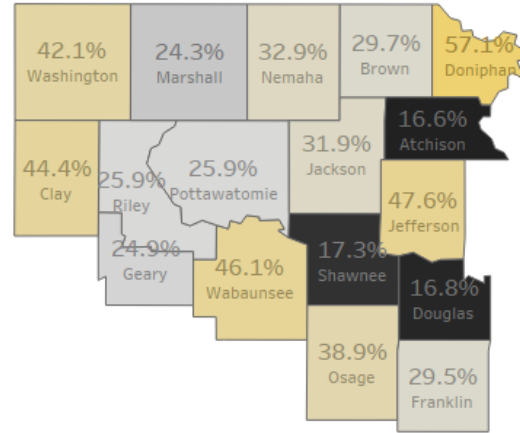 42.1%
Washington
24.3%
Marshall
32.9%
Nemaha
29.7%
Brown
57.1%
Doniphan
16.6%
Atchison
44.4%
Clay
25.9%
Riley
25.9%
Pottawatomie
31.9%
Jackson
47.6%
Jefferson
24.9%
Geary
46.1%
Wabaunsee
17.3%
Shawnee
16.8%
Douglas
38.9%
Osage
29.5%
Franklin